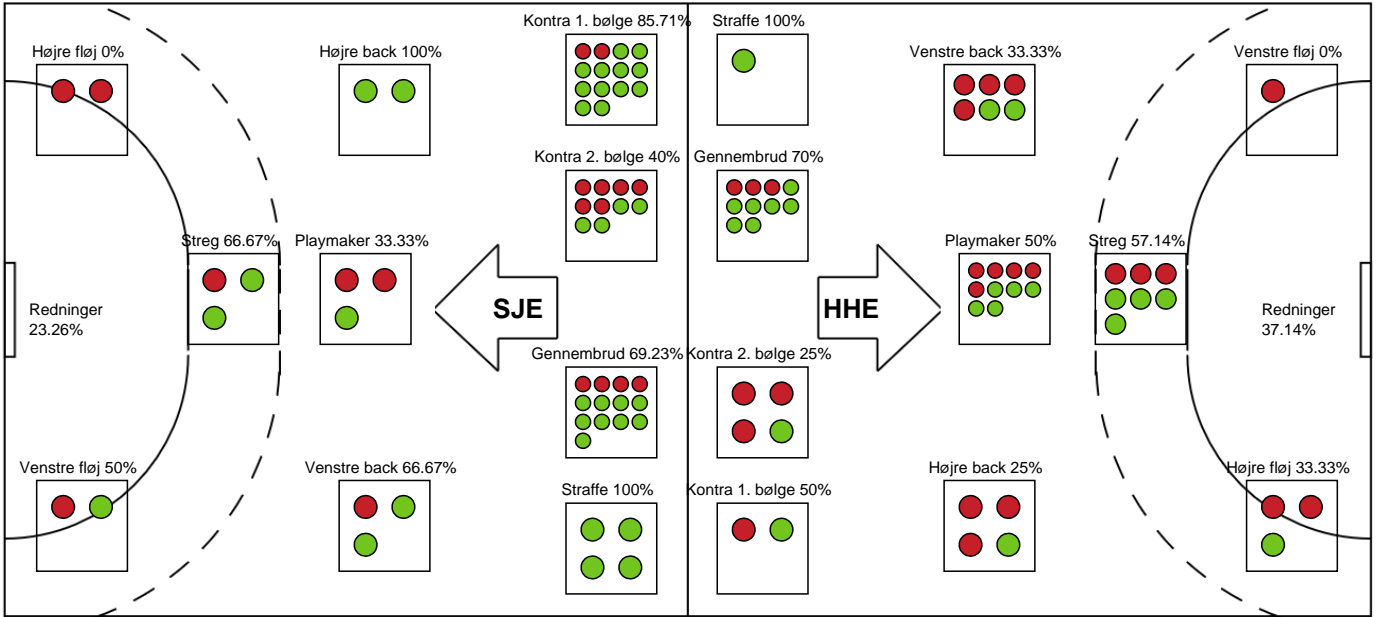 Kontra 1. bølge 85.71%
Straffe 100%
Højre fløj 0%
Højre back 100%
Venstre back 33.33%
Venstre fløj 0%
Kontra 2. bølge 40%
Gennembrud 70%
Streg 66.67%
Playmaker 33.33%
Playmaker 50%
Streg 57.14%
Redninger
23.26%
SJE
HHE
Redninger
37.14%
Gennembrud 69.23%
Kontra 2. bølge 25%
Venstre fløj 50%
Venstre back 66.67%
Højre back 25%
Højre fløj 33.33%
Straffe 100%
Kontra 1. bølge 50%